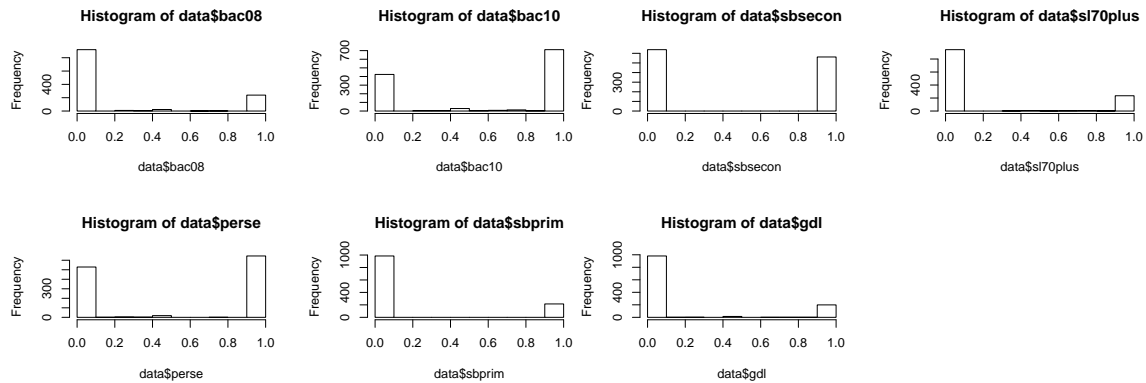 Histogram of data$bac08
Frequency
0 400
0.0 0.2 0.4 0.6 0.8 1.0
data$bac08
Histogram of data$bac10
Frequency
0 300 700
0.0 0.2 0.4 0.6 0.8 1.0
data$bac10
Histogram of data$sbsecon
Frequency
0 300
0.0 0.2 0.4 0.6 0.8 1.0
data$sbsecon
Histogram of data$sl70plus
Frequency
0 400
0.0 0.2 0.4 0.6 0.8 1.0
data$sl70plus
Histogram of data$perse
Frequency
0 300
0.0 0.2 0.4 0.6 0.8 1.0
data$perse
Histogram of data$sbprim
Frequency
0 400 1000
0.0 0.2 0.4 0.6 0.8 1.0
data$sbprim
Histogram of data$gdl
Frequency
0 400 1000
0.0 0.2 0.4 0.6 0.8 1.0
data$gdl